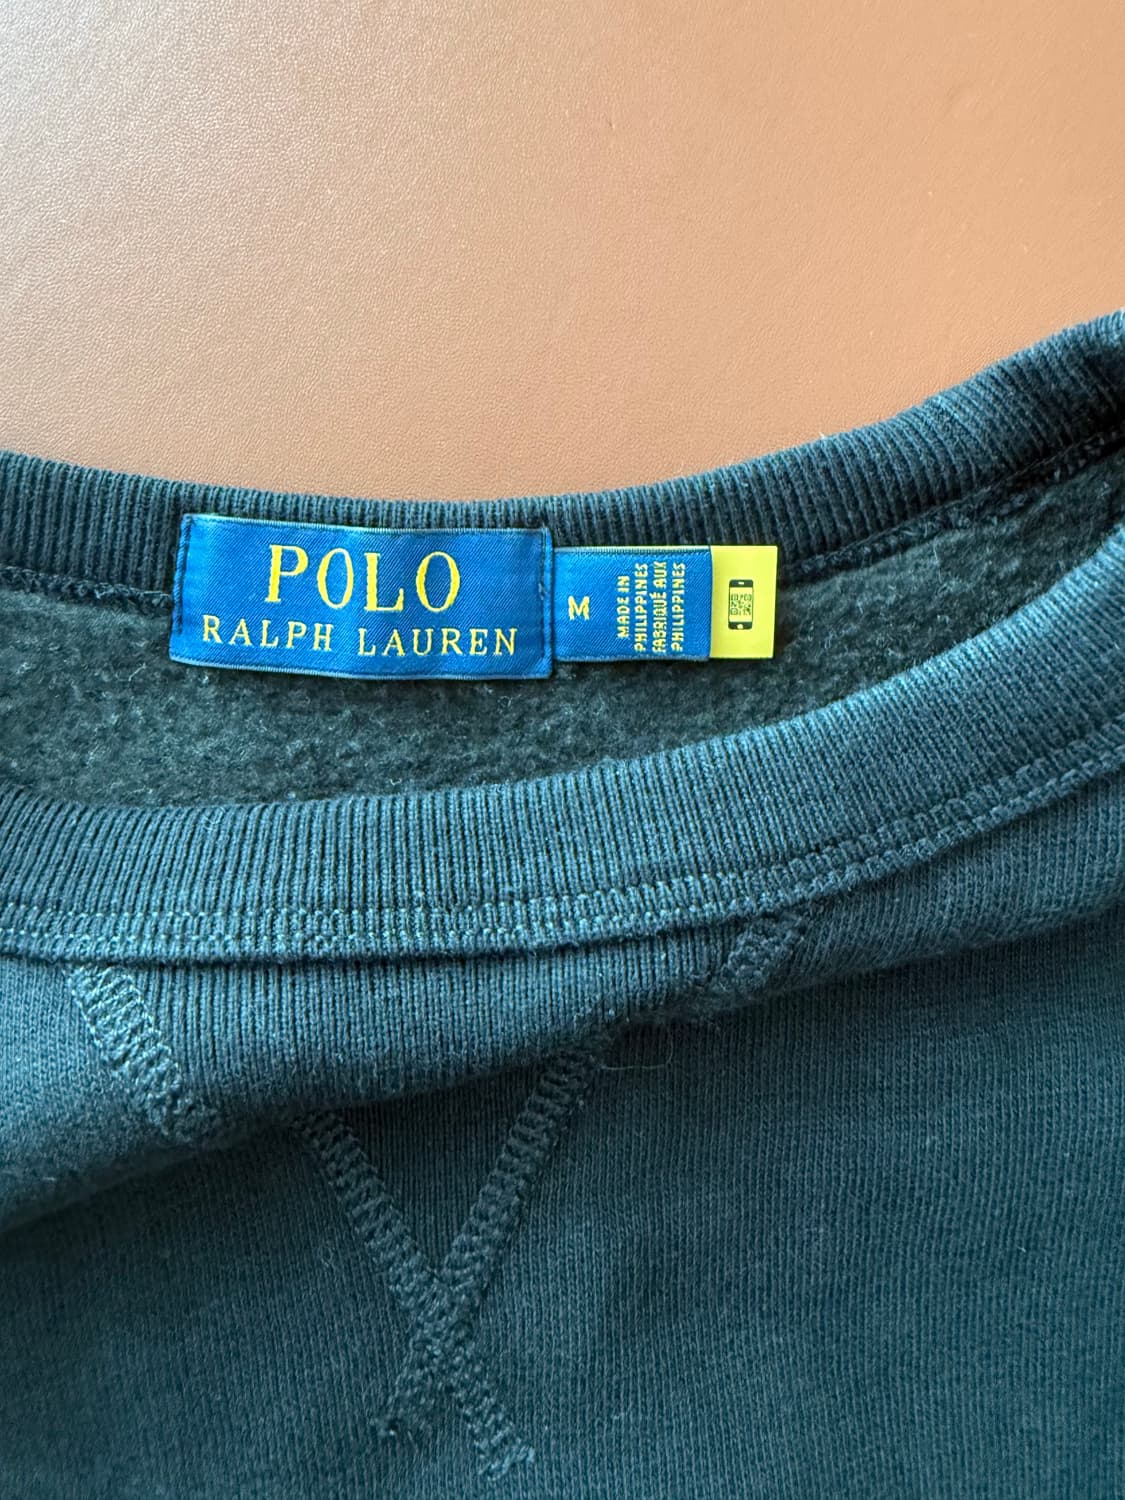 POLO
RALPH LAUREN
M
MADE IN
PHILIPPINES
FABRIQUÉ AUX
PHILIPPINES